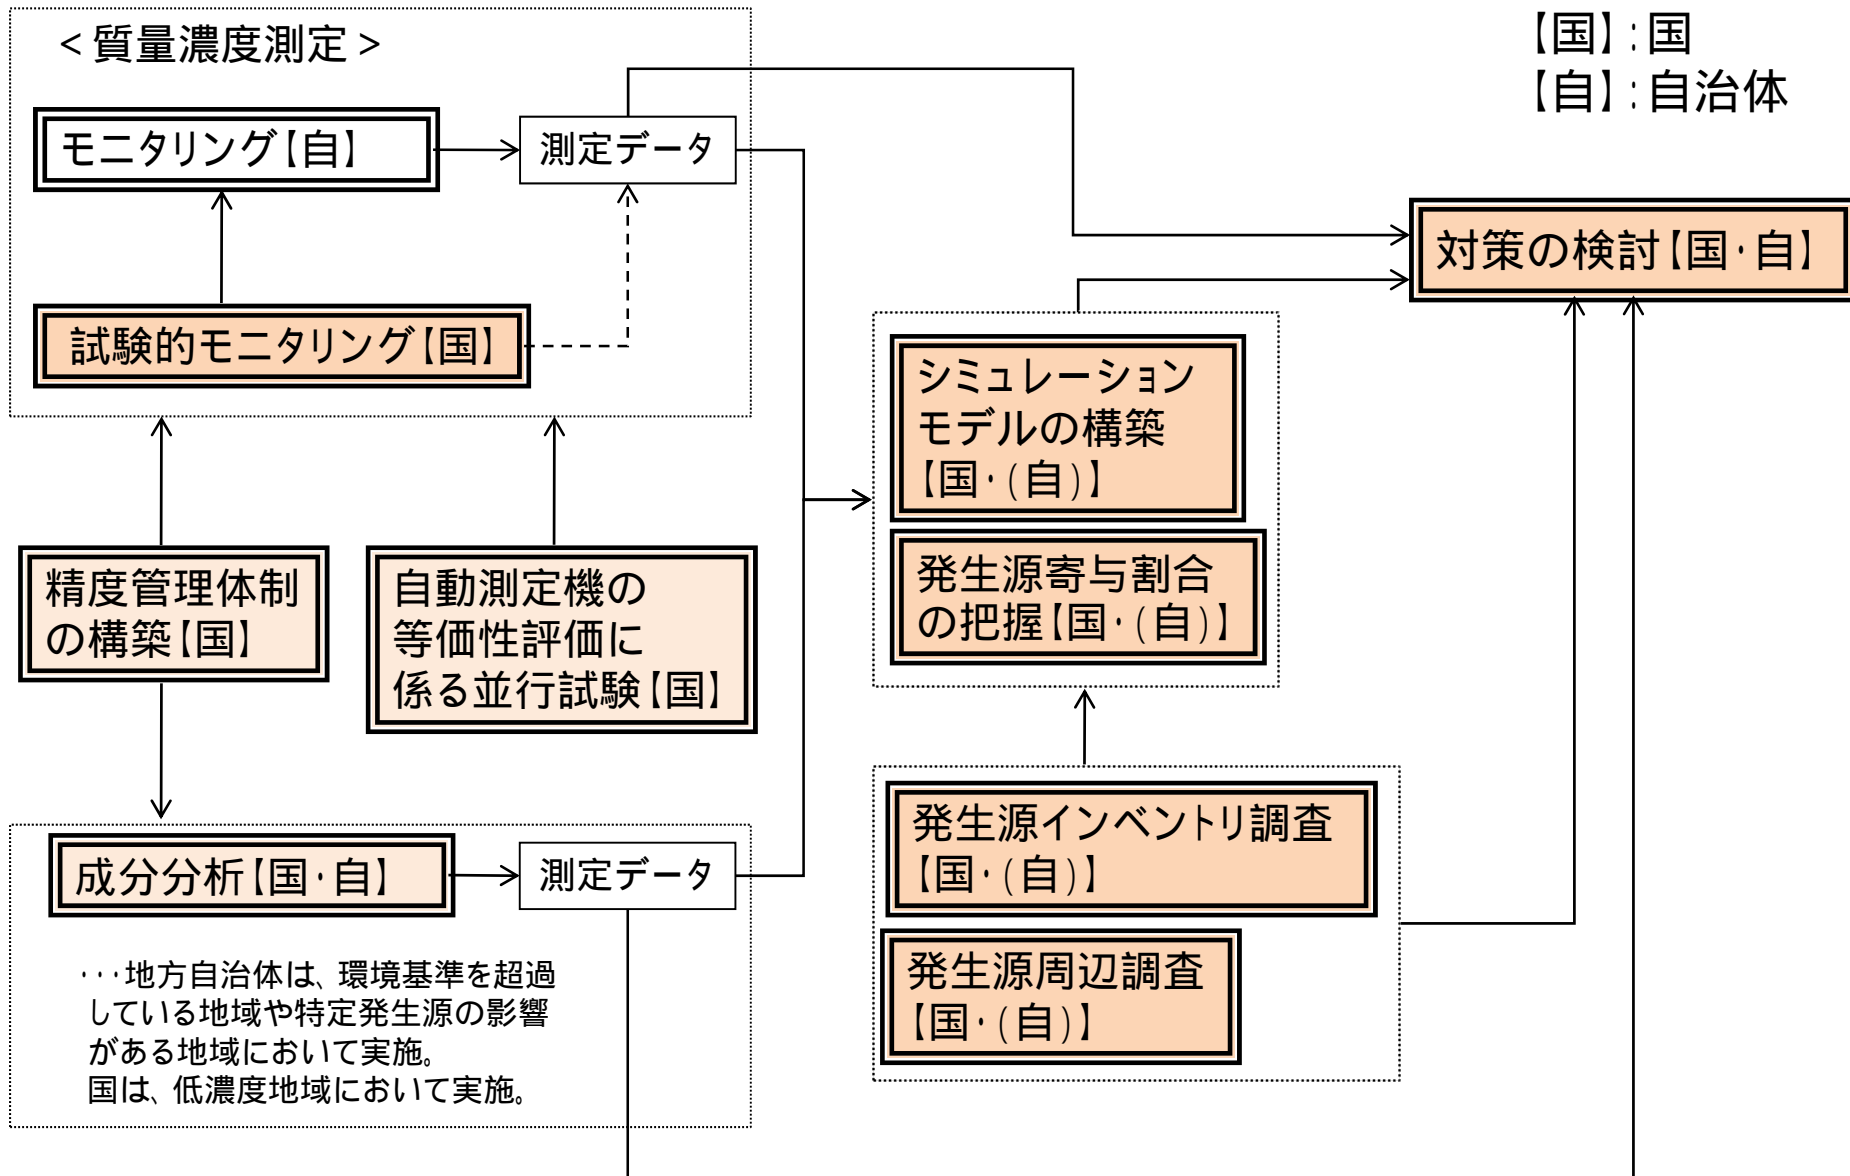 ＜質量濃度測定＞
【国】：国
【自】：自治体
モニタリング【自】
測定データ
試験的モニタリング【国】
対策の検討【国・自】
シミュレーション
モデルの構築
【国・（自）】
発生源寄与割合
の把握【国・（自）】
精度管理体制
の構築【国】
自動測定機の
等価性評価に
係る並行試験【国】
発生源インベントリ調査
【国・（自）】
発生源周辺調査
【国・（自）】
成分分析【国・自】
測定データ
・・・地方自治体は、環境基準を超過
している地域や特定発生源の影響
がある地域において実施。
国は、低濃度地域において実施。